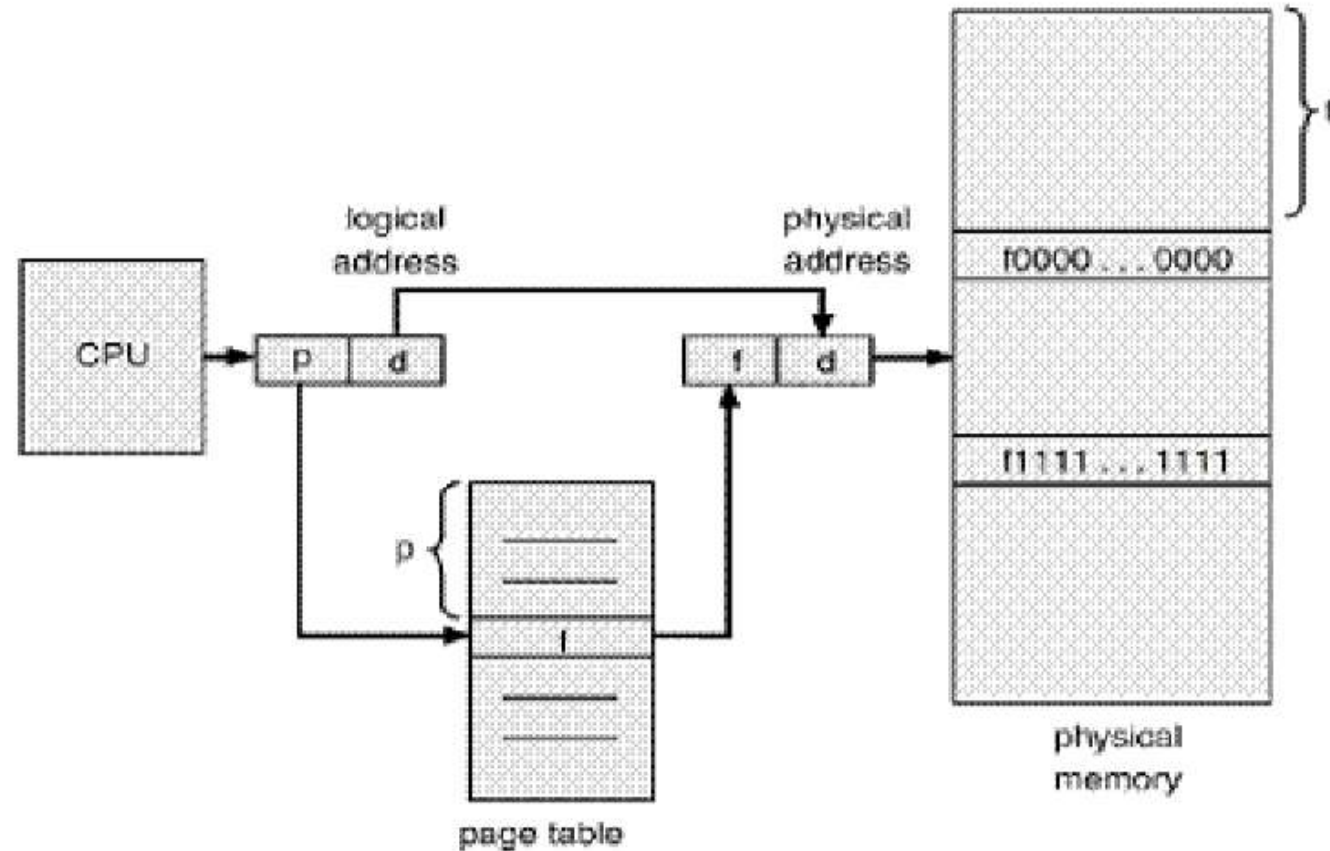 logical
address
physical
address
f0000 . . . 0000
CPU
p
d
f
d
f1111 . . . 1111
p
f
page table
physical
memory